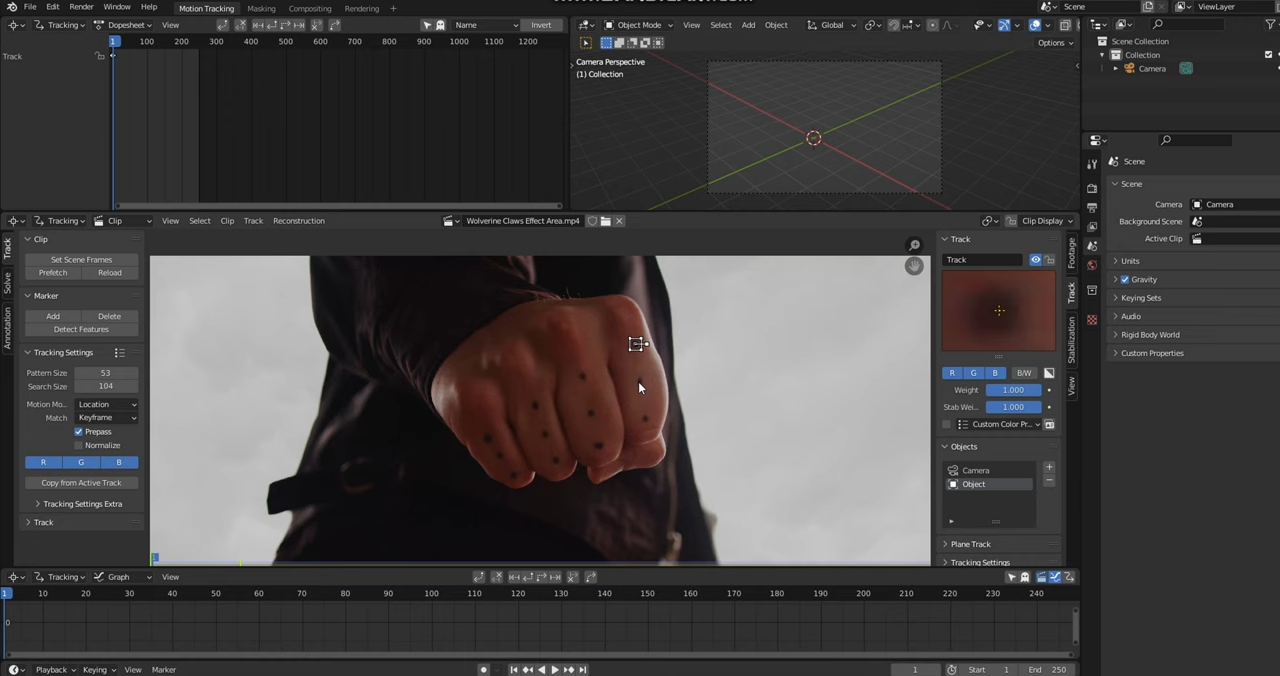 File Edit Render Window Help Motion Tracking Masking Compositing Rendering Scene ViewLayer
Tracking Dopesheet View Name Invert
Object Mode View Select Add Object Global
1 100 200 300 400 500 600 700 800 900 1000 1100 1200
Options
Track
Camera Perspective
(1) Collection
Scene Collection
Collection
Camera
Scene
Scene
Camera Camera
Background Scene
Active Clip
Units
Gravity
Keying Sets
Audio
Rigid Body World
Custom Properties
Tracking Clip View Select Clip Track Reconstruction Wolverine Claws Effect Area.mp4 Clip Display
Track
Solve
Annotation
Clip
Set Scene Frames
Prefetch Reload
Marker
Add Delete
Detect Features
Tracking Settings
Pattern Size 53
Search Size 104
Motion Mo... Location
Match Keyframe
Prepass
Normalize
R G B
Copy from Active Track
Tracking Settings Extra
Track
Track
Track
R G B B/W
Weight 1.000
Stab Wei... 1.000
Custom Color Pr...
Objects
Camera
Object
Plane Track
Tracking Settings
Footage
Track
Stabilization
View
Tracking Graph View
1 10 20 30 40 50 60 70 80 90 100 110 120 130 140 150 160 170 180 190 200 210 220 230 240
0
Playback Keying View Marker 1 Start 1 End 250